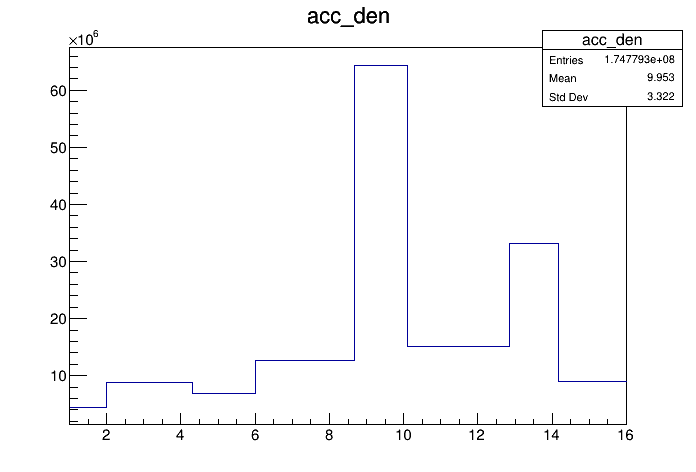 acc_den
×10⁶
acc_den
Entries 1.747793e+08
Mean 9.953
Std Dev 3.322
60
50
40
30
20
10
2 4 6 8 10 12 14 16